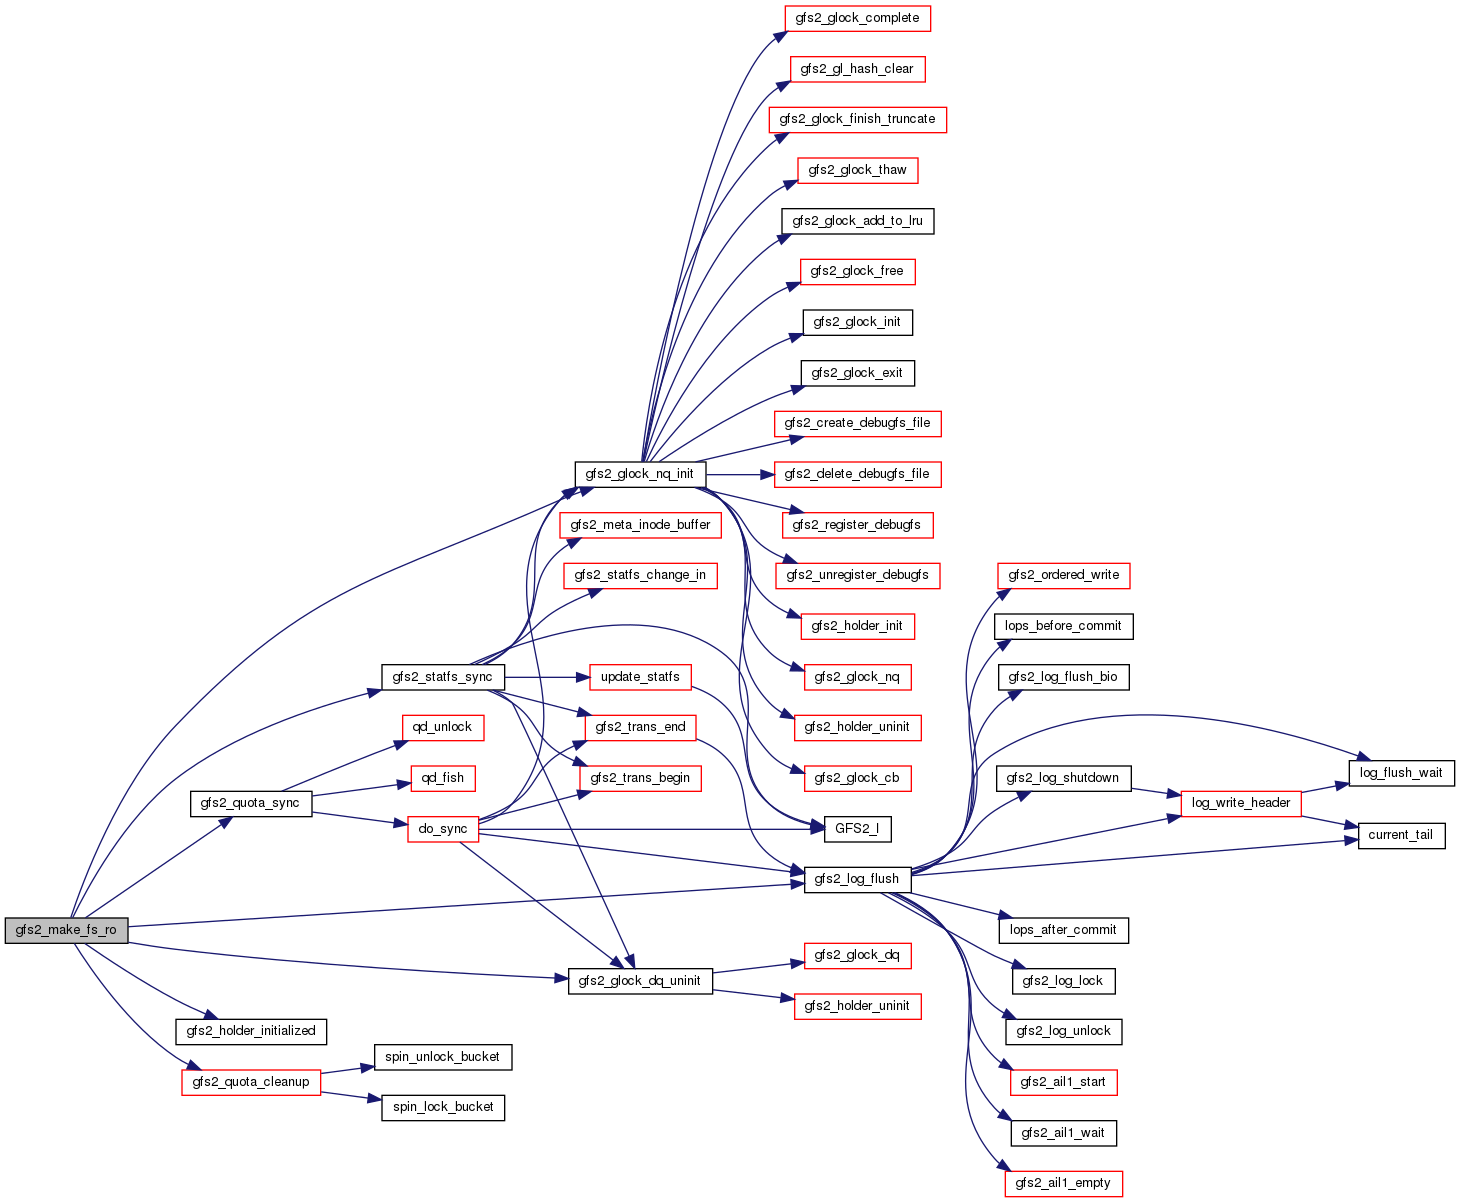 gfs2_glock_complete
gfs2_gl_hash_clear
gfs2_glock_finish_truncate
gfs2_glock_thaw
gfs2_glock_add_to_lru
gfs2_glock_free
gfs2_glock_init
gfs2_glock_exit
gfs2_create_debugfs_file
gfs2_glock_nq_init
gfs2_delete_debugfs_file
gfs2_meta_inode_buffer
gfs2_register_debugfs
gfs2_statfs_change_in
gfs2_unregister_debugfs
gfs2_ordered_write
gfs2_holder_init
lops_before_commit
gfs2_statfs_sync
update_statfs
gfs2_glock_nq
gfs2_log_flush_bio
qd_unlock
gfs2_trans_end
gfs2_holder_uninit
qd_fish
gfs2_trans_begin
gfs2_glock_cb
gfs2_log_shutdown
log_flush_wait
gfs2_quota_sync
log_write_header
do_sync
GFS2_I
current_tail
gfs2_log_flush
gfs2_make_fs_ro
lops_after_commit
gfs2_glock_dq
gfs2_glock_dq_uninit
gfs2_log_lock
gfs2_holder_uninit
gfs2_holder_initialized
gfs2_log_unlock
spin_unlock_bucket
gfs2_quota_cleanup
gfs2_ail1_start
spin_lock_bucket
gfs2_ail1_wait
gfs2_ail1_empty